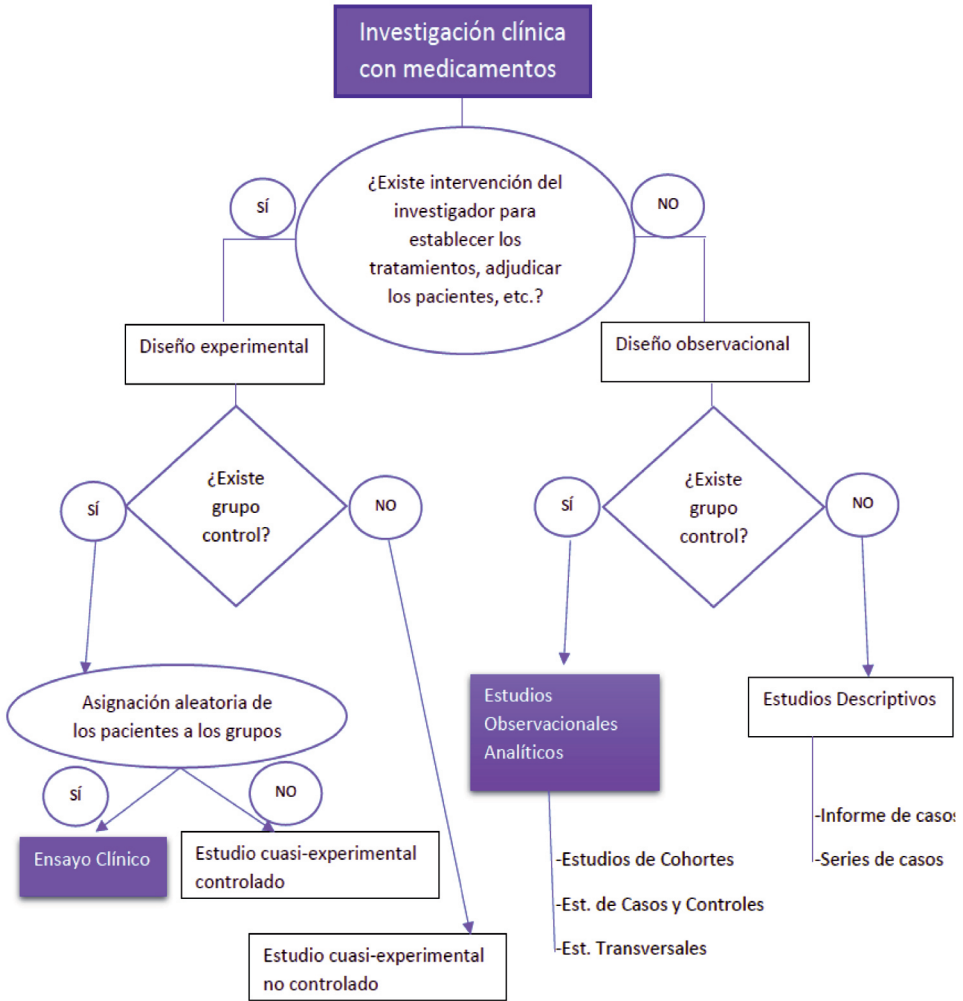 Investigación clínica
con medicamentos
¿Existe intervención del
investigador para
establecer los
tratamientos, adjudicar
los pacientes, etc.?
SÍ
NO
Diseño experimental
Diseño observacional
¿Existe
grupo
control?
SÍ
NO
¿Existe
grupo
control?
SÍ
NO
Asignación aleatoria de
los pacientes a los grupos
SÍ
NO
Ensayo Clínico
Estudio cuasi-experimental
controlado
Estudio cuasi-experimental
no controlado
Estudios
Observacionales
Analíticos
-Estudios de Cohortes
-Est. de Casos y Controles
-Est. Transversales
Estudios Descriptivos
-Informe de casos
-Series de casos